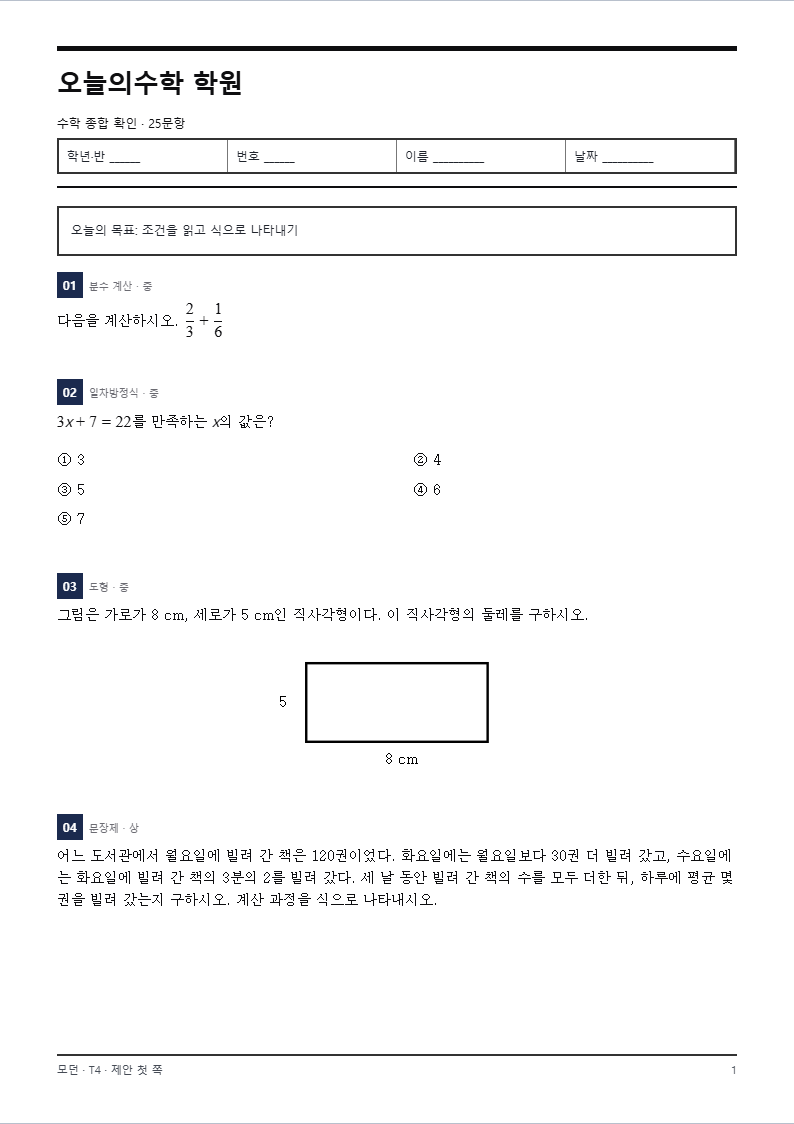 오늘의수학 학원
수학 종합 확인 · 25문항
학년·반 ______ 번호 ______ 이름 __________ 날짜 __________
오늘의 목표: 조건을 읽고 식으로 나타내기
01 분수 계산 · 중
다음을 계산하시오. 2/3 + 1/6
02 일차방정식 · 중
3x + 7 = 22를 만족하는 x의 값은?
① 3 ② 4
③ 5 ④ 6
⑤ 7
03 도형 · 중
그림은 가로가 8 cm, 세로가 5 cm인 직사각형이다. 이 직사각형의 둘레를 구하시오.
5
8 cm
04 문장제 · 상
어느 도서관에서 월요일에 빌려 간 책은 120권이었다. 화요일에는 월요일보다 30권 더 빌려 갔고, 수요일에
는 화요일에 빌려 간 책의 3분의 2를 빌려 갔다. 세 날 동안 빌려 간 책의 수를 모두 더한 뒤, 하루에 평균 몇
권을 빌려 갔는지 구하시오. 계산 과정을 식으로 나타내시오.
모던 · T4 · 제안 첫 쪽 1